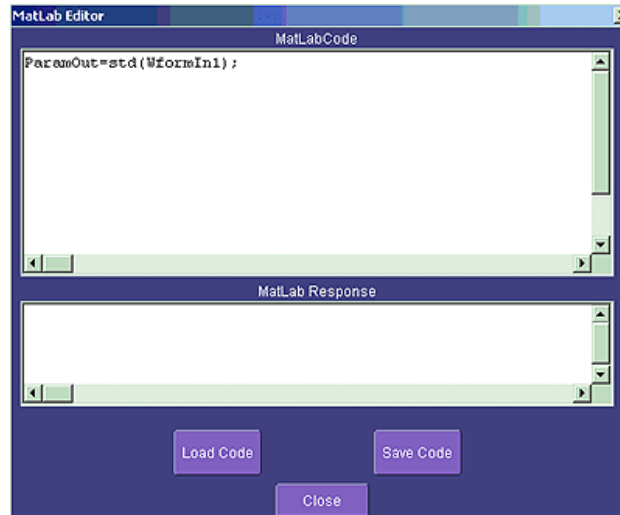 MatLab Editor
MatLabCode
ParamOut=std(WformIn1);
MatLab Response
Load Code
Save Code
Close